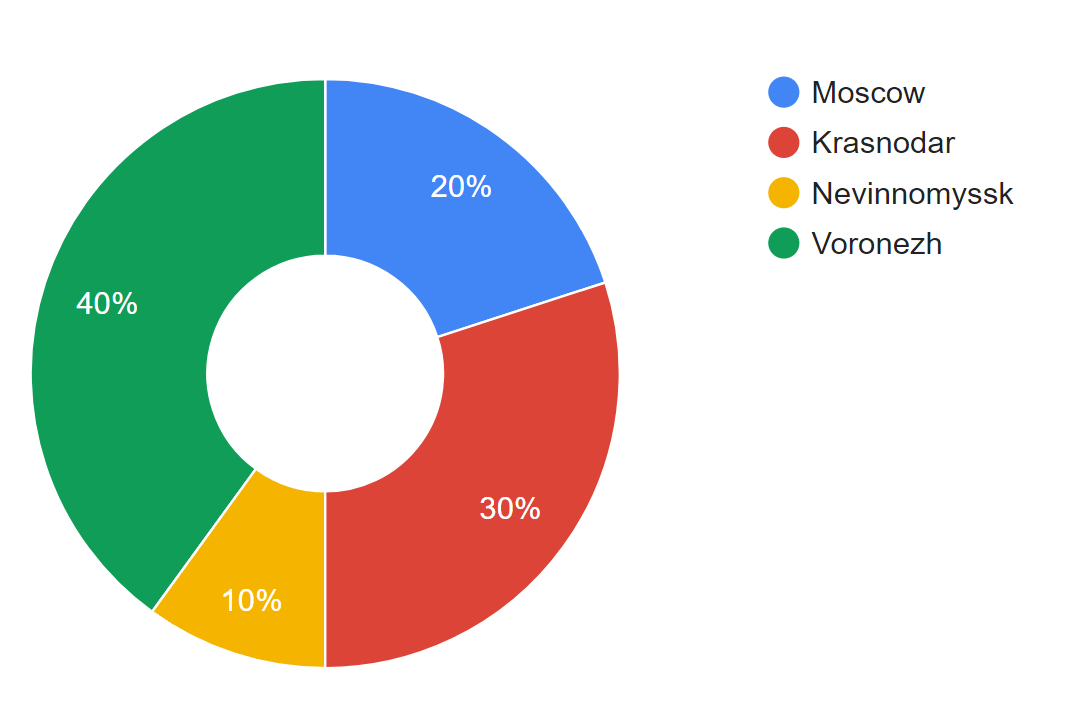 20%
30%
10%
40%
Moscow
Krasnodar
Nevinnomyssk
Voronezh